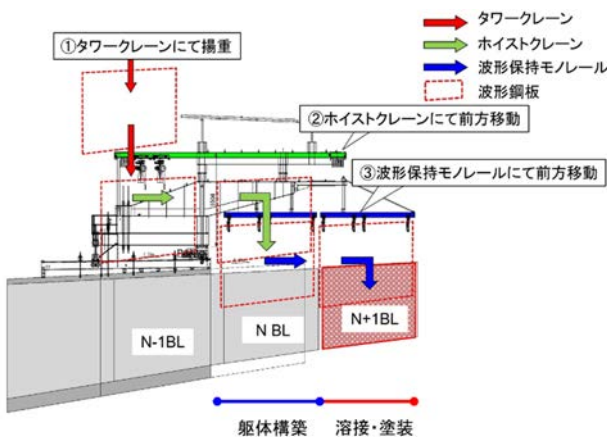 タワークレーン
ホイストクレーン
波形保持モノレール
波形鋼板
①タワークレーンにて揚重
②ホイストクレーンにて前方移動
③波形保持モノレールにて前方移動
N-1BL
N BL
N+1BL
躯体構築
溶接・塗装